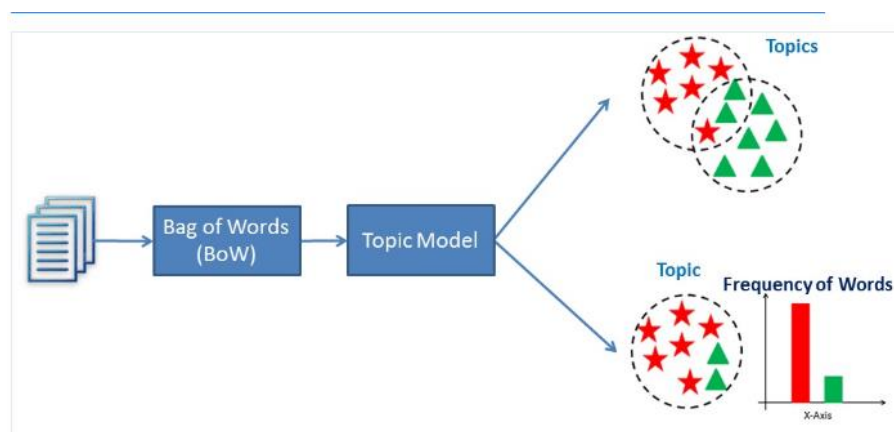 Topics
Bag of Words
(BoW)
Topic Model
Topic
Frequency of Words
X-Axis